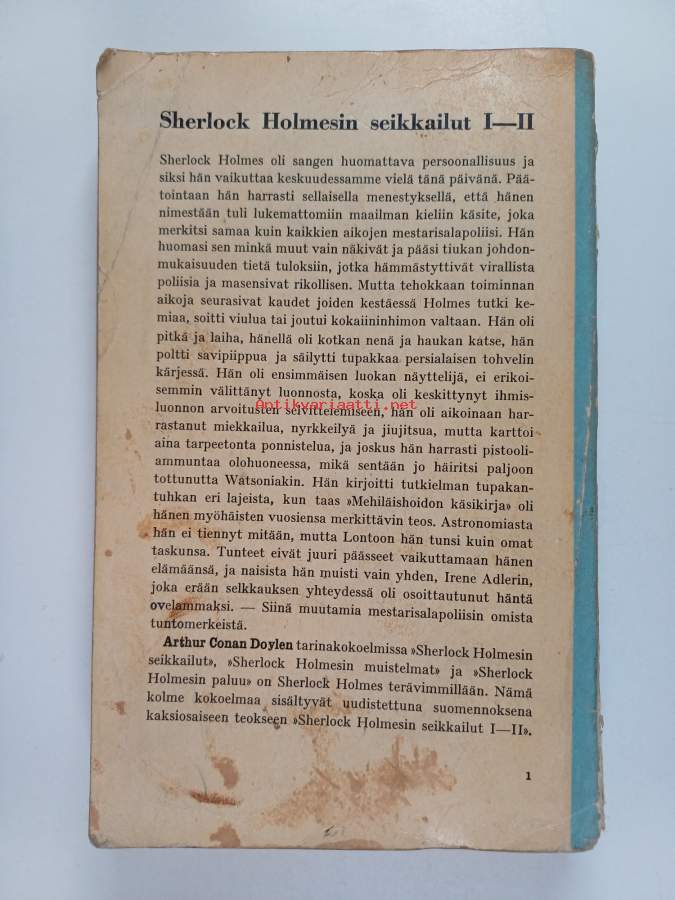 Sherlock Holmesin seikkailut I—II
Sherlock Holmes oli sangen huomattava persoonallisuus ja
siksi hän vaikuttaa keskuudessamme vielä tänä päivänä. Pää-
tointaan hän harrasti sellaisella menestyksellä, että hänen
nimestään tuli lukemattomiin maailman kieliin käsite, joka
merkitsi samaa kuin kaikkien aikojen mestarisalapoliisi. Hän
huomasi sen minkä muut vain näkivät ja pääsi tiukan johdon-
mukaisuuden tietä tuloksiin, jotka hämmästyttivät virallista
poliisia ja masensivat rikollisen. Mutta tehokkaan toiminnan
aikoja seurasivat kaudet joiden kestäessä Holmes tutki ke-
miaa, soitti viulua tai joutui kokaiininhimon valtaan. Hän oli
pitkä ja laiha, hänellä oli kotkan nenä ja haukan katse, hän
poltti savipiippua ja säilytti tupakkaa persialaisen tohvelin
kärjessä. Hän oli ensimmäisen luokan näyttelijä, ei erikoi-
semmin välittänyt luonnosta, koska oli keskittynyt ihmis-
Antikvariaatti.net
luonnon arvoitusten selvittelemiseen, hän oli aikoinaan har-
rastanut miekkailua, nyrkkeilyä ja jiujitsua, mutta karttoi
aina tarpeetonta ponnistelua, ja joskus hän harrasti pistooli-
ammuntaa olohuoneessa, mikä sentään jo häiritsi paljoon
tottunutta Watsoniakin. Hän kirjoitti tutkielman tupakan-
tuhkan eri lajeista, kun taas »Mehiläishoidon käsikirja» oli
hänen myöhäisten vuosiensa merkittävin teos. Astronomiasta
hän ei tiennyt mitään, mutta Lontoon hän tunsi kuin omat
taskunsa. Tunteet eivät juuri päässeet vaikuttamaan hänen
elämäänsä, ja naisista hän muisti vain yhden, Irene Adlerin,
joka erään selkkauksen yhteydessä oli osoittautunut häntä
ovelammaksi. — Siinä muutamia mestarisalapoliisin omista
tuntomerkeistä.
Arthur Conan Doylen tarinakokoelmissa »Sherlock Holmesin
seikkailut», »Sherlock Holmesin muistelmat» ja »Sherlock
Holmesin paluu» on Sherlock Holmes terävimmillään. Nämä
kolme kokoelmaa sisältyvät uudistettuna suomennoksena
kaksiosaiseen teokseen »Sherlock Holmesin seikkailut I—II».
1